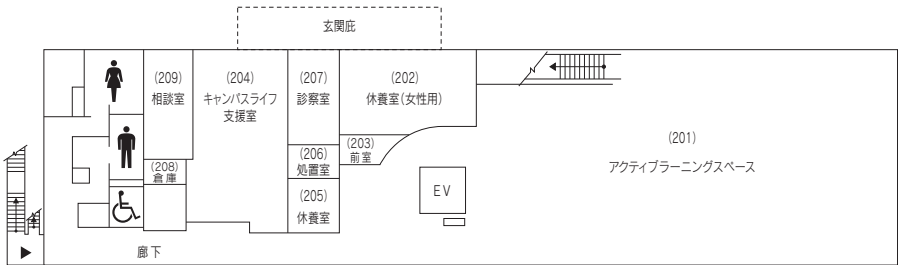 玄関庇
(209)
相談室
(204)
キャンパスライフ
支援室
(207)
診察室
(202)
休養室(女性用)
(203)
前室
(201)
アクティブラーニングスペース
(208)
倉庫
(206)
処置室
(205)
休養室
EV
廊下